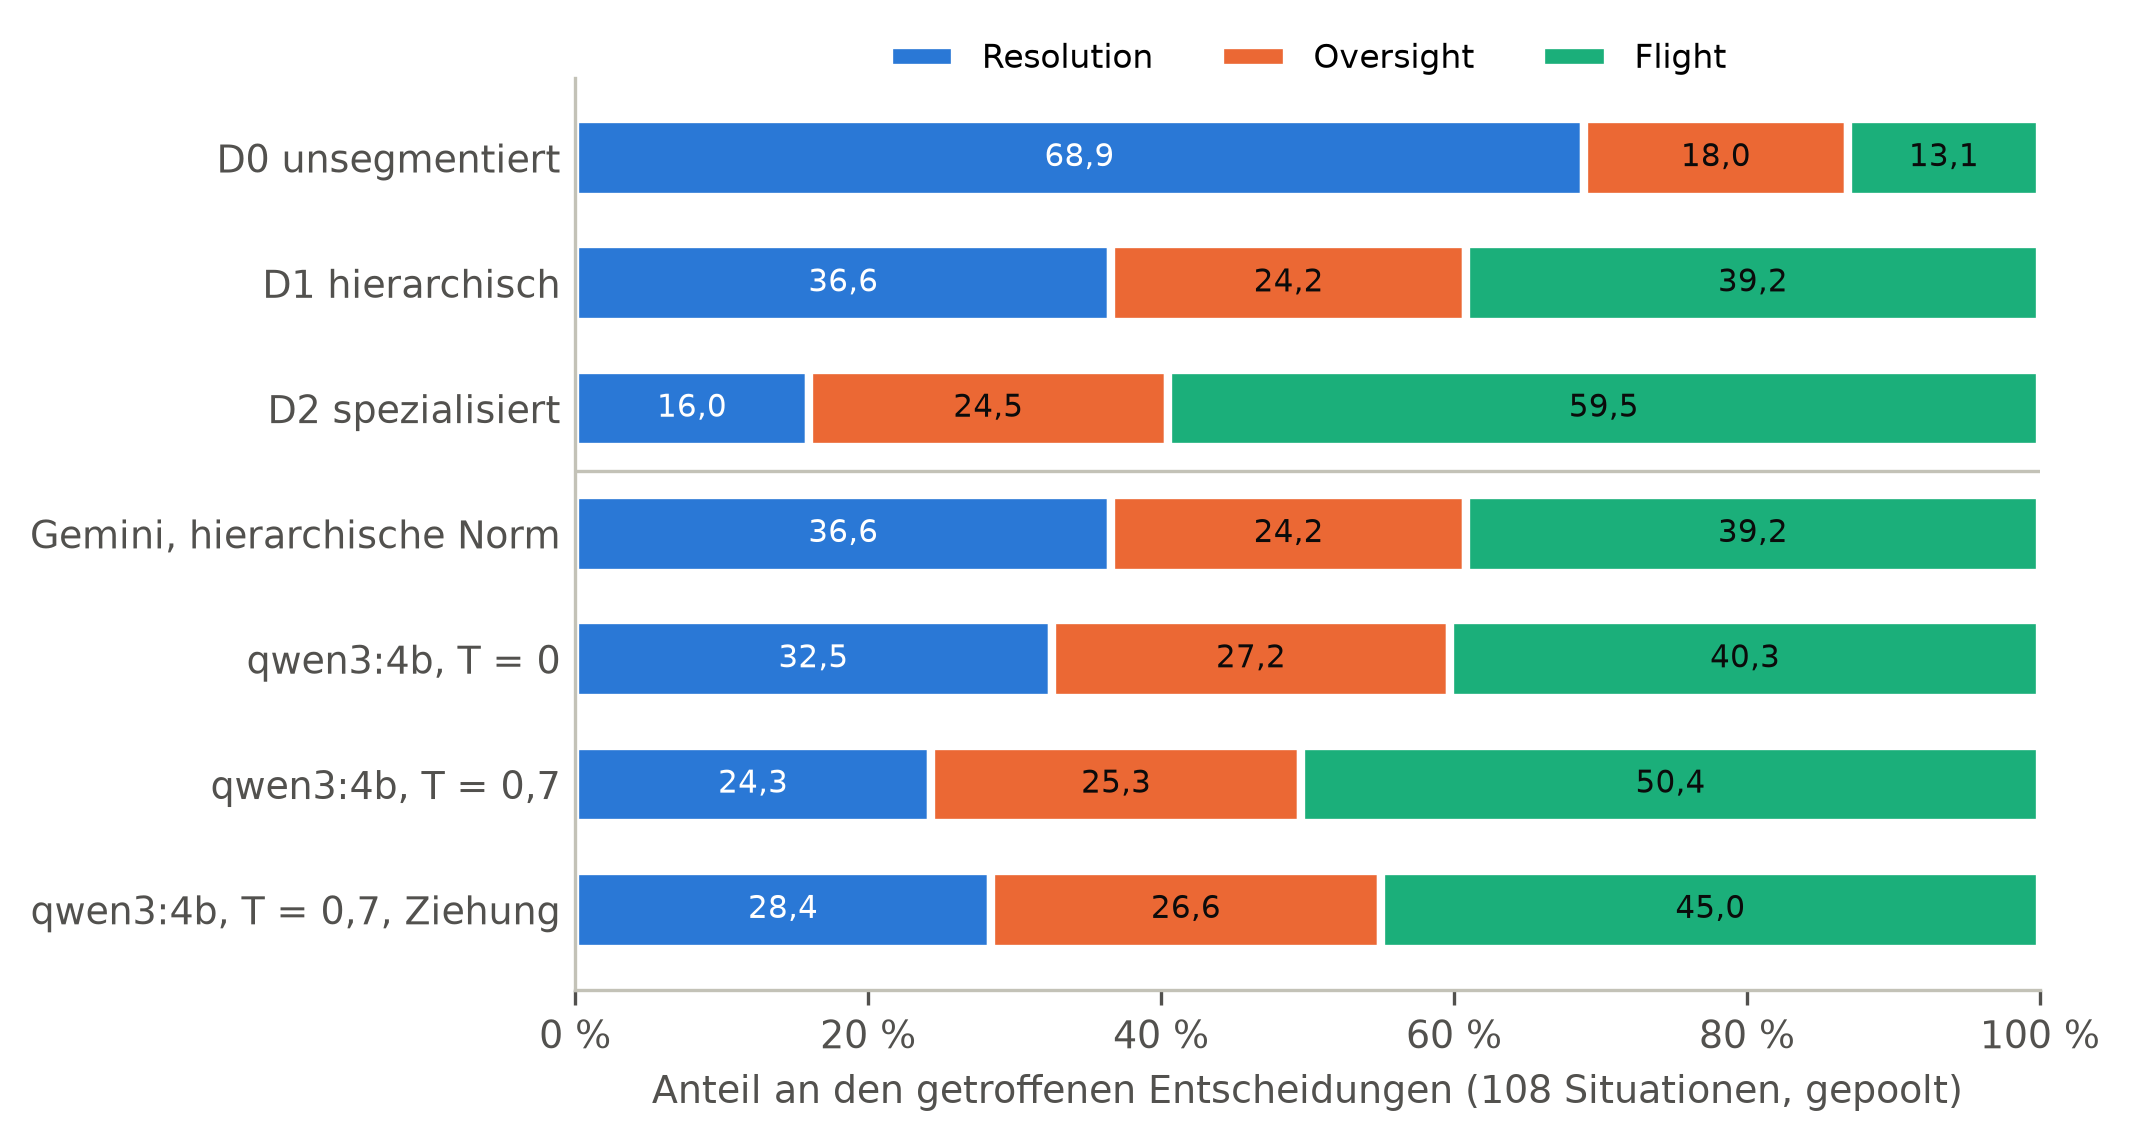 Resolution Oversight Flight
D0 unsegmentiert 68,9 18,0 13,1
D1 hierarchisch 36,6 24,2 39,2
D2 spezialisiert 16,0 24,5 59,5
Gemini, hierarchische Norm 36,6 24,2 39,2
qwen3:4b, T = 0 32,5 27,2 40,3
qwen3:4b, T = 0,7 24,3 25,3 50,4
qwen3:4b, T = 0,7, Ziehung 28,4 26,6 45,0
0 % 20 % 40 % 60 % 80 % 100 %
Anteil an den getroffenen Entscheidungen (108 Situationen, gepoolt)